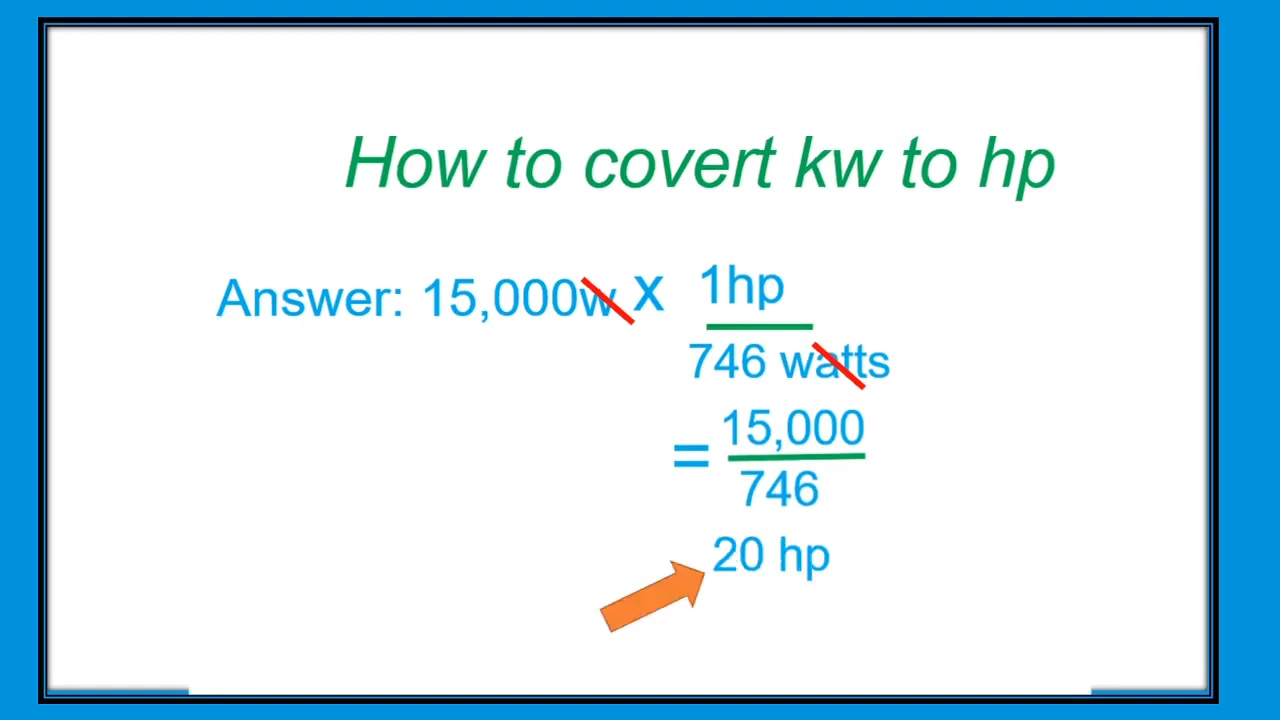 How to covert kw to hp
Answer: 15,000w x 1hp
746 watts
= 15,000
746
20 hp